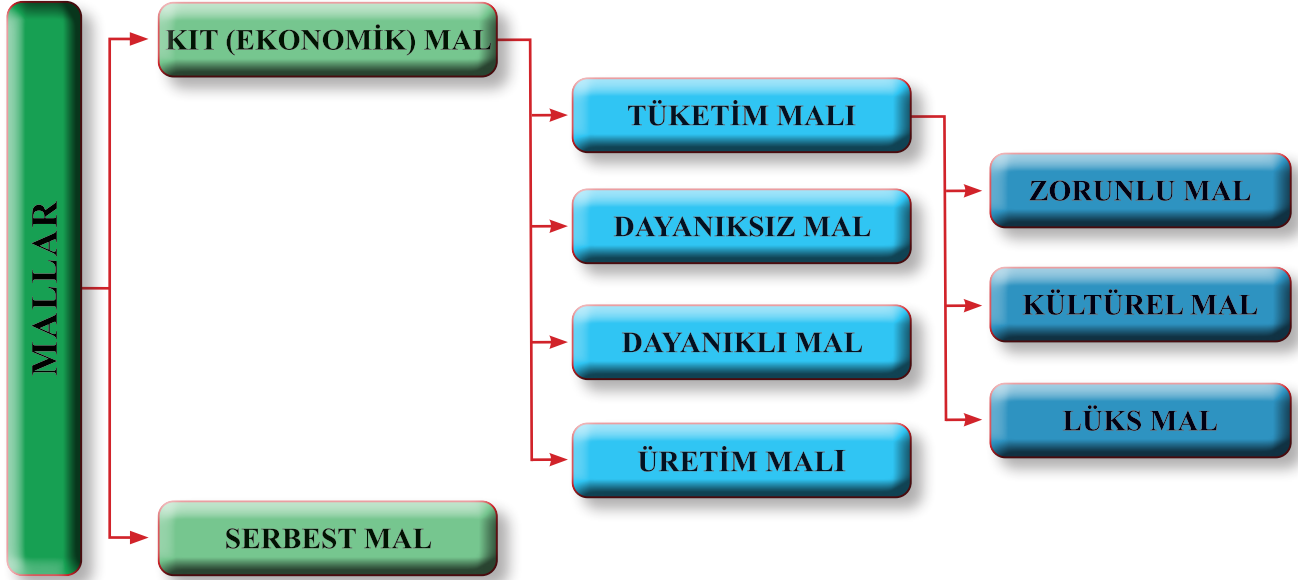 MALLAR
KIT (EKONOMİK) MAL
TÜKETİM MALI
ZORUNLU MAL
DAYANIKSIZ MAL
KÜLTÜREL MAL
DAYANIKLI MAL
LÜKS MAL
ÜRETİM MALI
SERBEST MAL